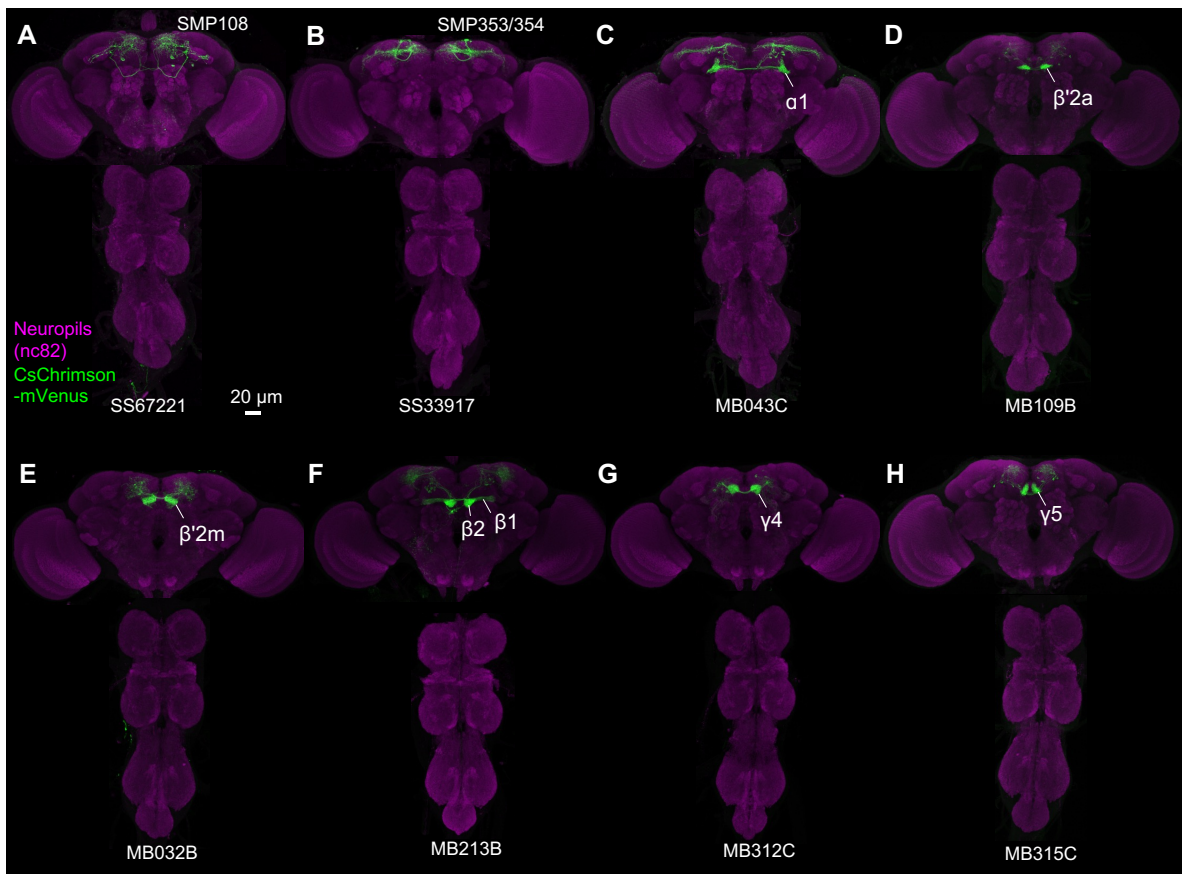 A
SMP108
B
SMP353/354
C
α1
D
β'2a
Neuropils
(nc82)
CsChrimson
-mVenus
20 µm
SS67221
SS33917
MB043C
MB109B
E
β'2m
F
β2
β1
G
γ4
H
γ5
MB032B
MB213B
MB312C
MB315C